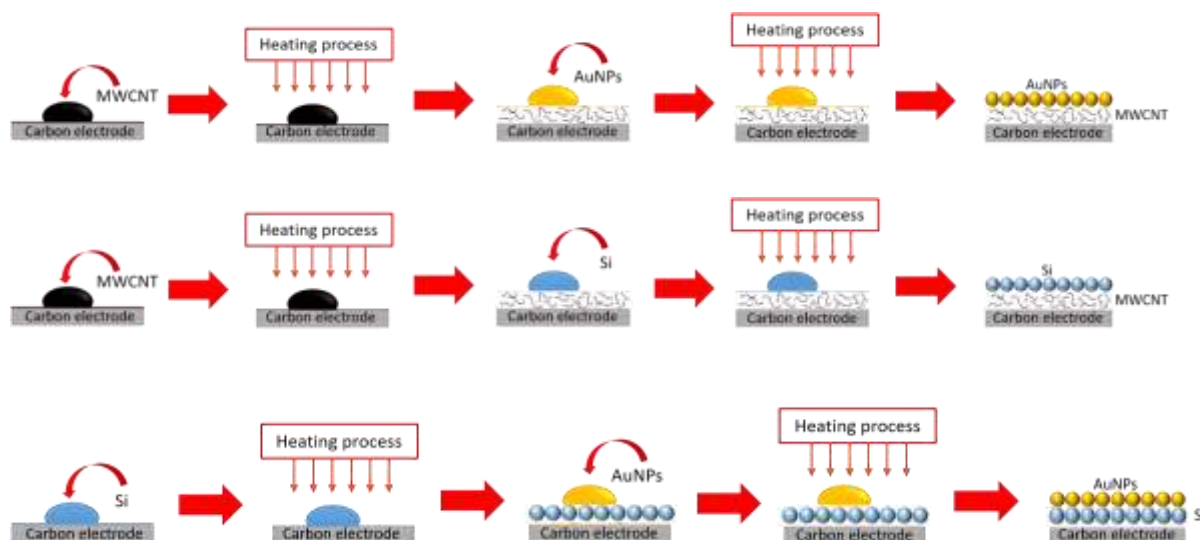 Heating process
Heating process
MWCNT
AuNPs
AuNPs
MWCNT
Carbon electrode
Carbon electrode
Carbon electrode
Carbon electrode
Carbon electrode
Heating process
Heating process
MWCNT
Si
Si
MWCNT
Carbon electrode
Carbon electrode
Carbon electrode
Carbon electrode
Carbon electrode
Heating process
Heating process
Si
AuNPs
AuNPs
Carbon electrode
Carbon electrode
Carbon electrode
Carbon electrode
Carbon electrode